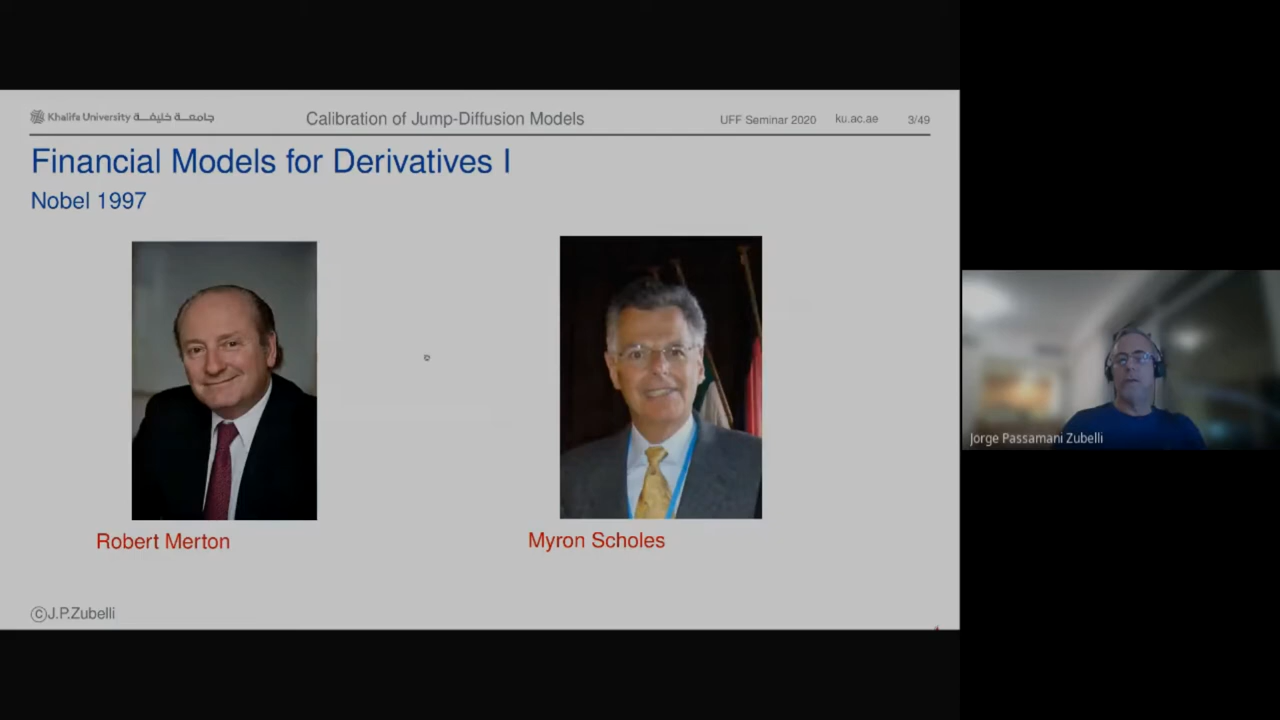 Khalifa University جامعة خليفة
Calibration of Jump-Diffusion Models
UFF Seminar 2020
ku.ac.ae
3/49
Financial Models for Derivatives I
Nobel 1997
Robert Merton
Myron Scholes
©J.P.Zubelli
Jorge Passamani Zubelli